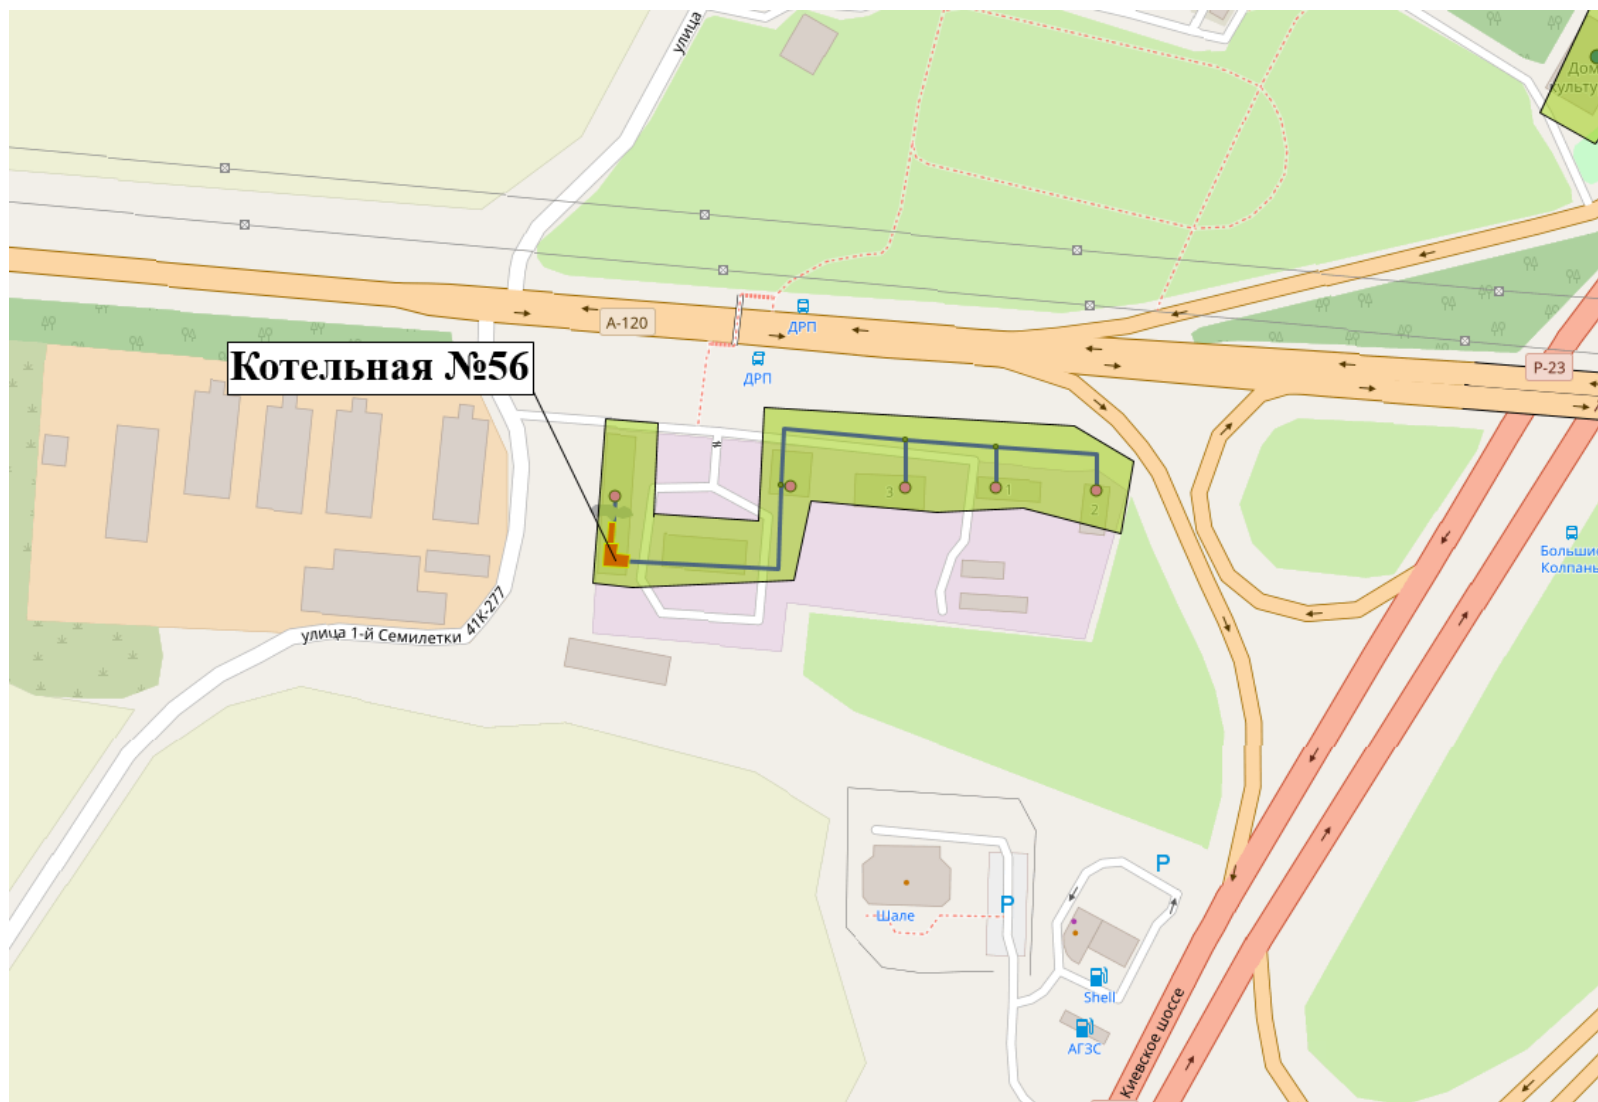 улица
Дом
культу
А-120
ДРП
ДРП
Р-23
Котельная №56
3
1
2
Большие
Колпаны
улица 1-й Семилетки
41К-277
Шале
P
P
Shell
АГЗС
Киевское шоссе